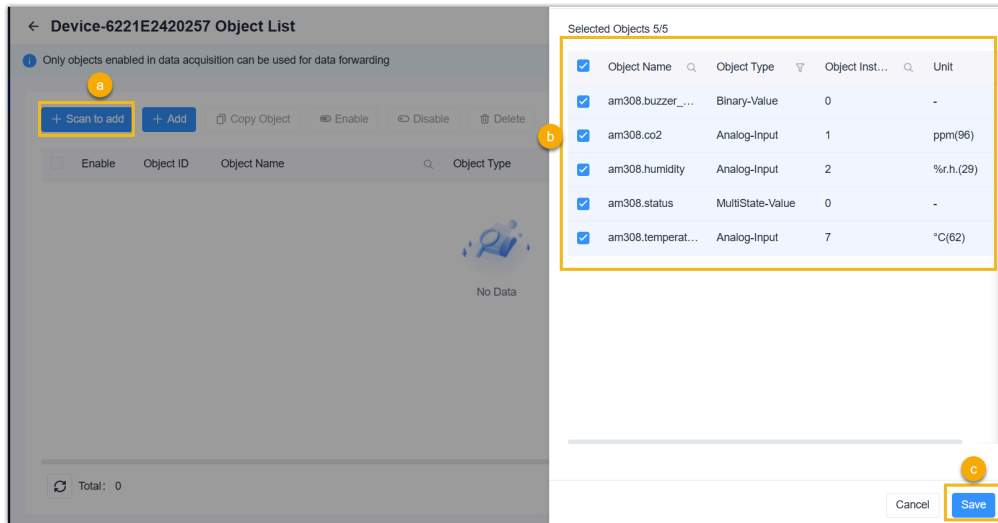 ← Device-6221E2420257 Object List
Only objects enabled in data acquisition can be used for data forwarding
a
+ Scan to add + Add Copy Object Enable Disable Delete
Enable Object ID Object Name Object Type
No Data
Total: 0
Selected Objects 5/5
b
Object Name Object Type Object Inst... Unit
am308.buzzer_... Binary-Value 0 -
am308.co2 Analog-Input 1 ppm(96)
am308.humidity Analog-Input 2 %r.h.(29)
am308.status MultiState-Value 0 -
am308.temperat... Analog-Input 7 °C(62)
c
Cancel Save